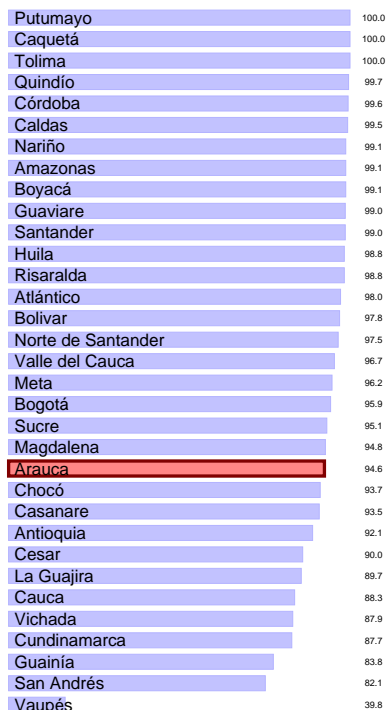 Putumayo 100.0
Caquetá 100.0
Tolima 100.0
Quindío 99.7
Córdoba 99.6
Caldas 99.5
Nariño 99.1
Amazonas 99.1
Boyacá 99.1
Guaviare 99.0
Santander 99.0
Huila 98.8
Risaralda 98.8
Atlántico 98.0
Bolivar 97.8
Norte de Santander 97.5
Valle del Cauca 96.7
Meta 96.2
Bogotá 95.9
Sucre 95.1
Magdalena 94.8
Arauca 94.6
Chocó 93.7
Casanare 93.5
Antioquia 92.1
Cesar 90.0
La Guajira 89.7
Cauca 88.3
Vichada 87.9
Cundinamarca 87.7
Guainía 83.8
San Andrés 82.1
Vaupés 39.8